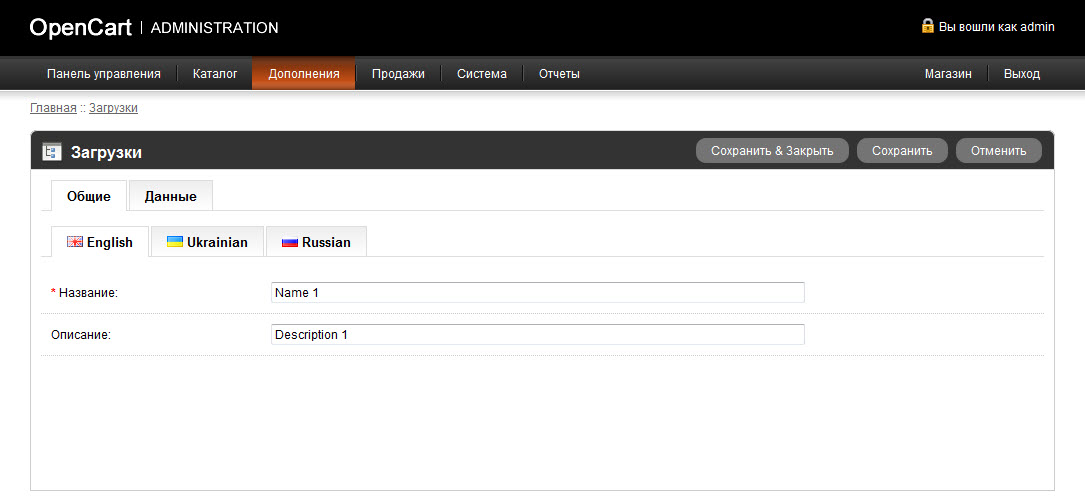 OpenCart | ADMINISTRATION Вы вошли как admin
Панель управления Каталог Дополнения Продажи Система Отчеты Магазин Выход
Главная :: Загрузки
Загрузки Сохранить & Закрыть Сохранить Отменить
Общие Данные
English Ukrainian Russian
* Название: Name 1
Описание: Description 1